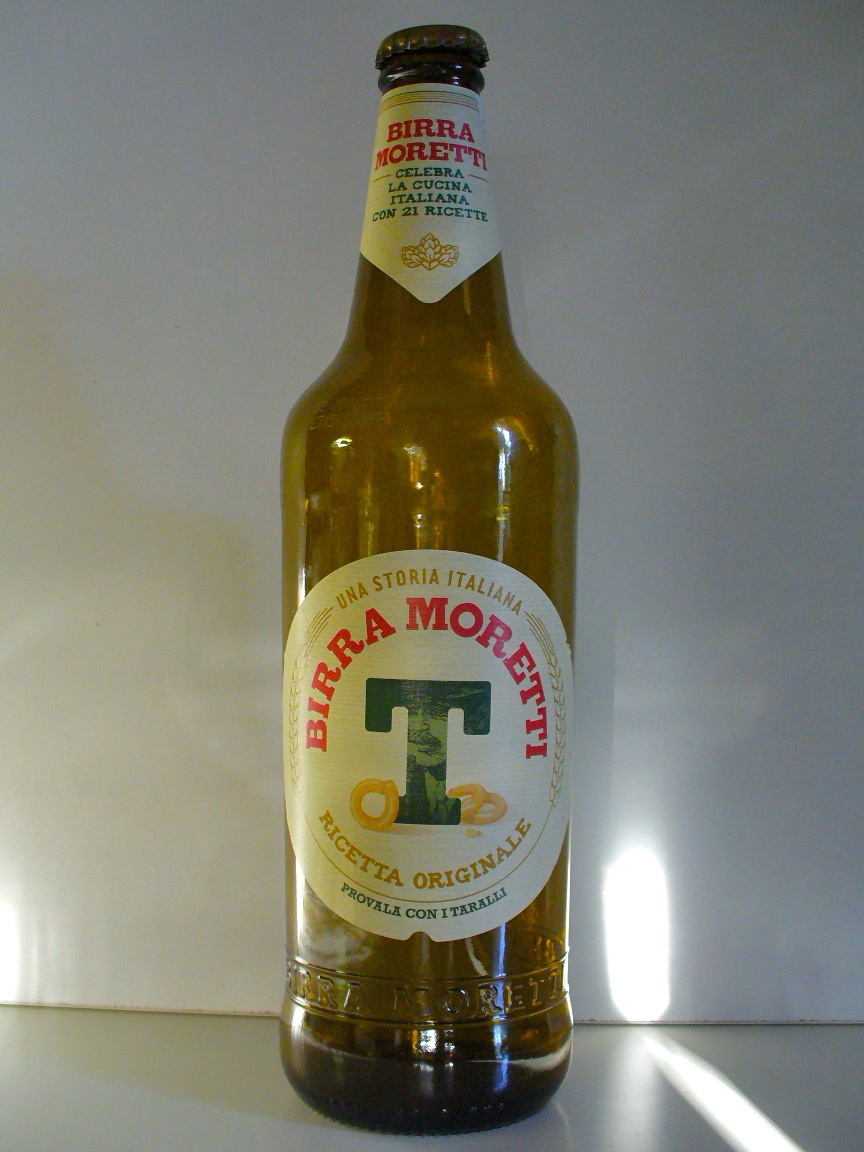 BIRRA
MORETTI
CELEBRA
LA CUCINA
ITALIANA
CON 21 RICETTE
UNA STORIA ITALIANA
BIRRA MORETTI
T
RICETTA ORIGINALE
PROVALA CON I TARALLI
BIRRA MORETTI